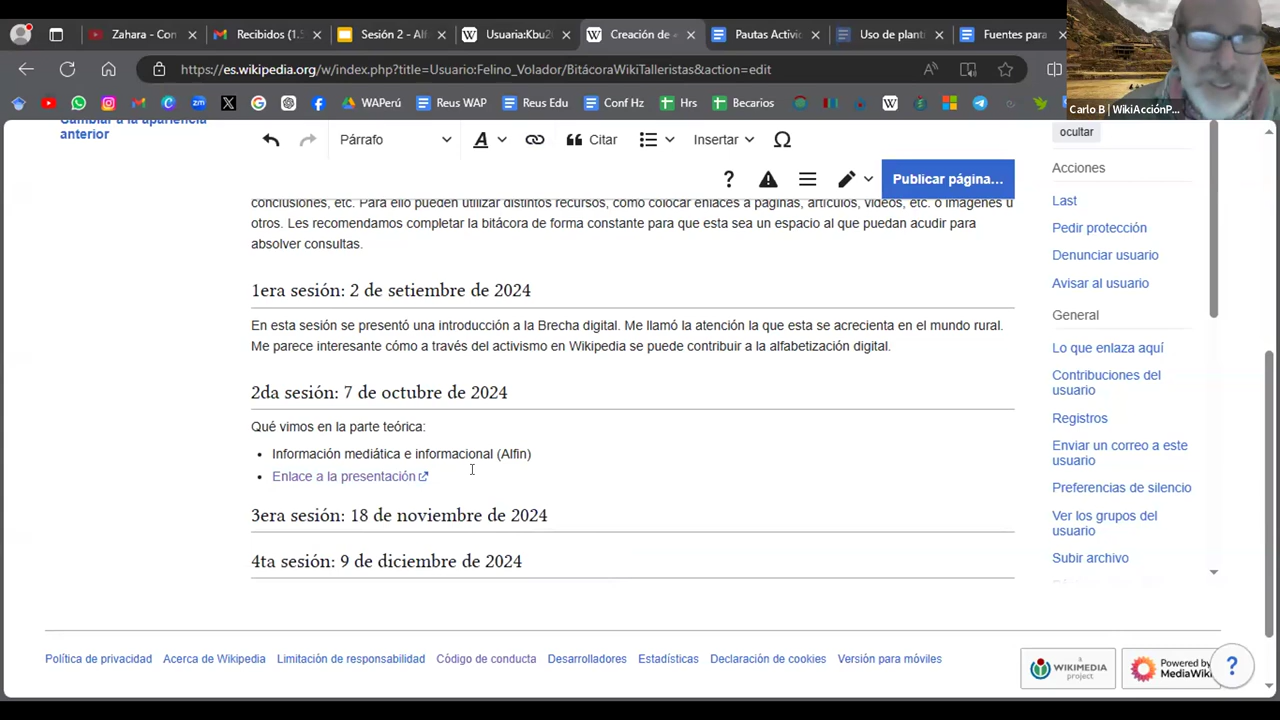 Zahara - Con
Recibidos (1.5
Sesión 2 - Alf
Usuaria:Kbu2
Creación de «
Pautas Activid
Uso de planti
Fuentes para
https://es.wikipedia.org/w/index.php?title=Usuario:Felino_Volador/BitácoraWikiTalleristas&action=edit
Carlo B | WikiAcciónP...
WAPerú
Reus WAP
Reus Edu
Conf Hz
Hrs
Becarios
Cambiar a la apariencia
anterior
Párrafo
Citar
Insertar
Publicar página...
ocultar
Acciones
Last
Pedir protección
Denunciar usuario
Avisar al usuario
General
Lo que enlaza aquí
Contribuciones del
usuario
Registros
Enviar un correo a este
usuario
Preferencias de silencio
Ver los grupos del
usuario
Subir archivo
conclusiones, etc. Para ello pueden utilizar distintos recursos, como colocar enlaces a páginas, artículos, videos, etc. o imágenes u
otros. Les recomendamos completar la bitácora de forma constante para que esta sea un espacio al que puedan acudir para
absolver consultas.
1era sesión: 2 de setiembre de 2024
En esta sesión se presentó una introducción a la Brecha digital. Me llamó la atención la que esta se acrecienta en el mundo rural.
Me parece interesante cómo a través del activismo en Wikipedia se puede contribuir a la alfabetización digital.
2da sesión: 7 de octubre de 2024
Qué vimos en la parte teórica:
Información mediática e informacional (Alfin)
Enlace a la presentación
3era sesión: 18 de noviembre de 2024
4ta sesión: 9 de diciembre de 2024
Política de privacidad
Acerca de Wikipedia
Limitación de responsabilidad
Código de conducta
Desarrolladores
Estadísticas
Declaración de cookies
Versión para móviles
WIKIMEDIA
project
Powered by
MediaWiki